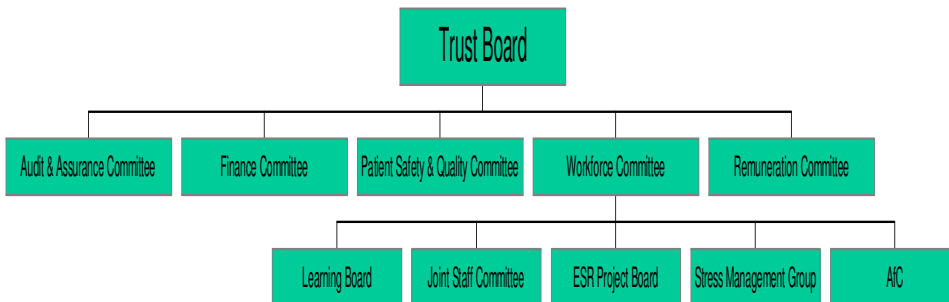 Trust Board
Audit & Assurance Committee
Finance Committee
Patient Safety & Quality Committee
Workforce Committee
Remuneration Committee
Learning Board
Joint Staff Committee
ESR Project Board
Stress Management Group
AfC